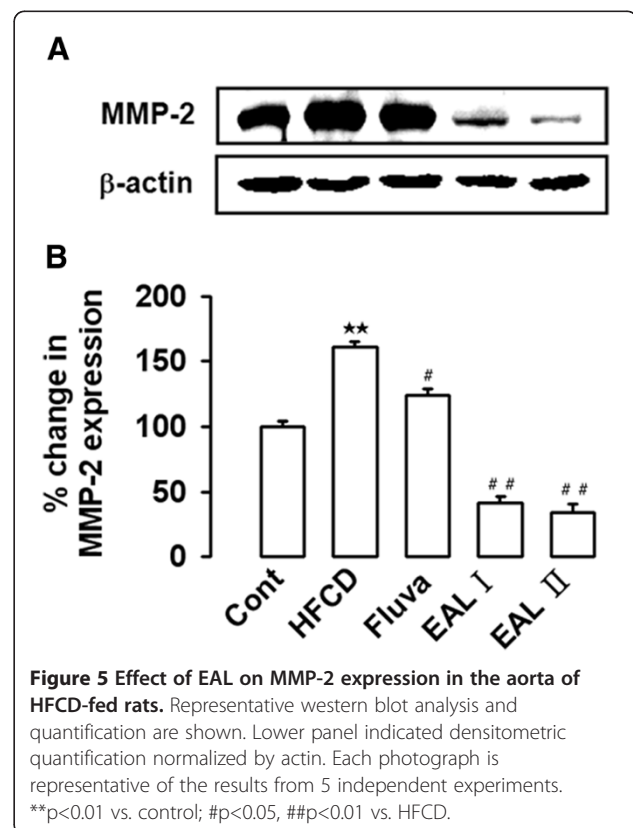 A
MMP-2
β-actin
B
% change in
MMP-2 expression
200
150
100
50
0
★★
#
# #
# #
Cont
HFCD
Fluva
EAL Ⅰ
EAL Ⅱ
Figure 5 Effect of EAL on MMP-2 expression in the aorta of
HFCD-fed rats. Representative western blot analysis and
quantification are shown. Lower panel indicated densitometric
quantification normalized by actin. Each photograph is
representative of the results from 5 independent experiments.
**p<0.01 vs. control; #p<0.05, ##p<0.01 vs. HFCD.